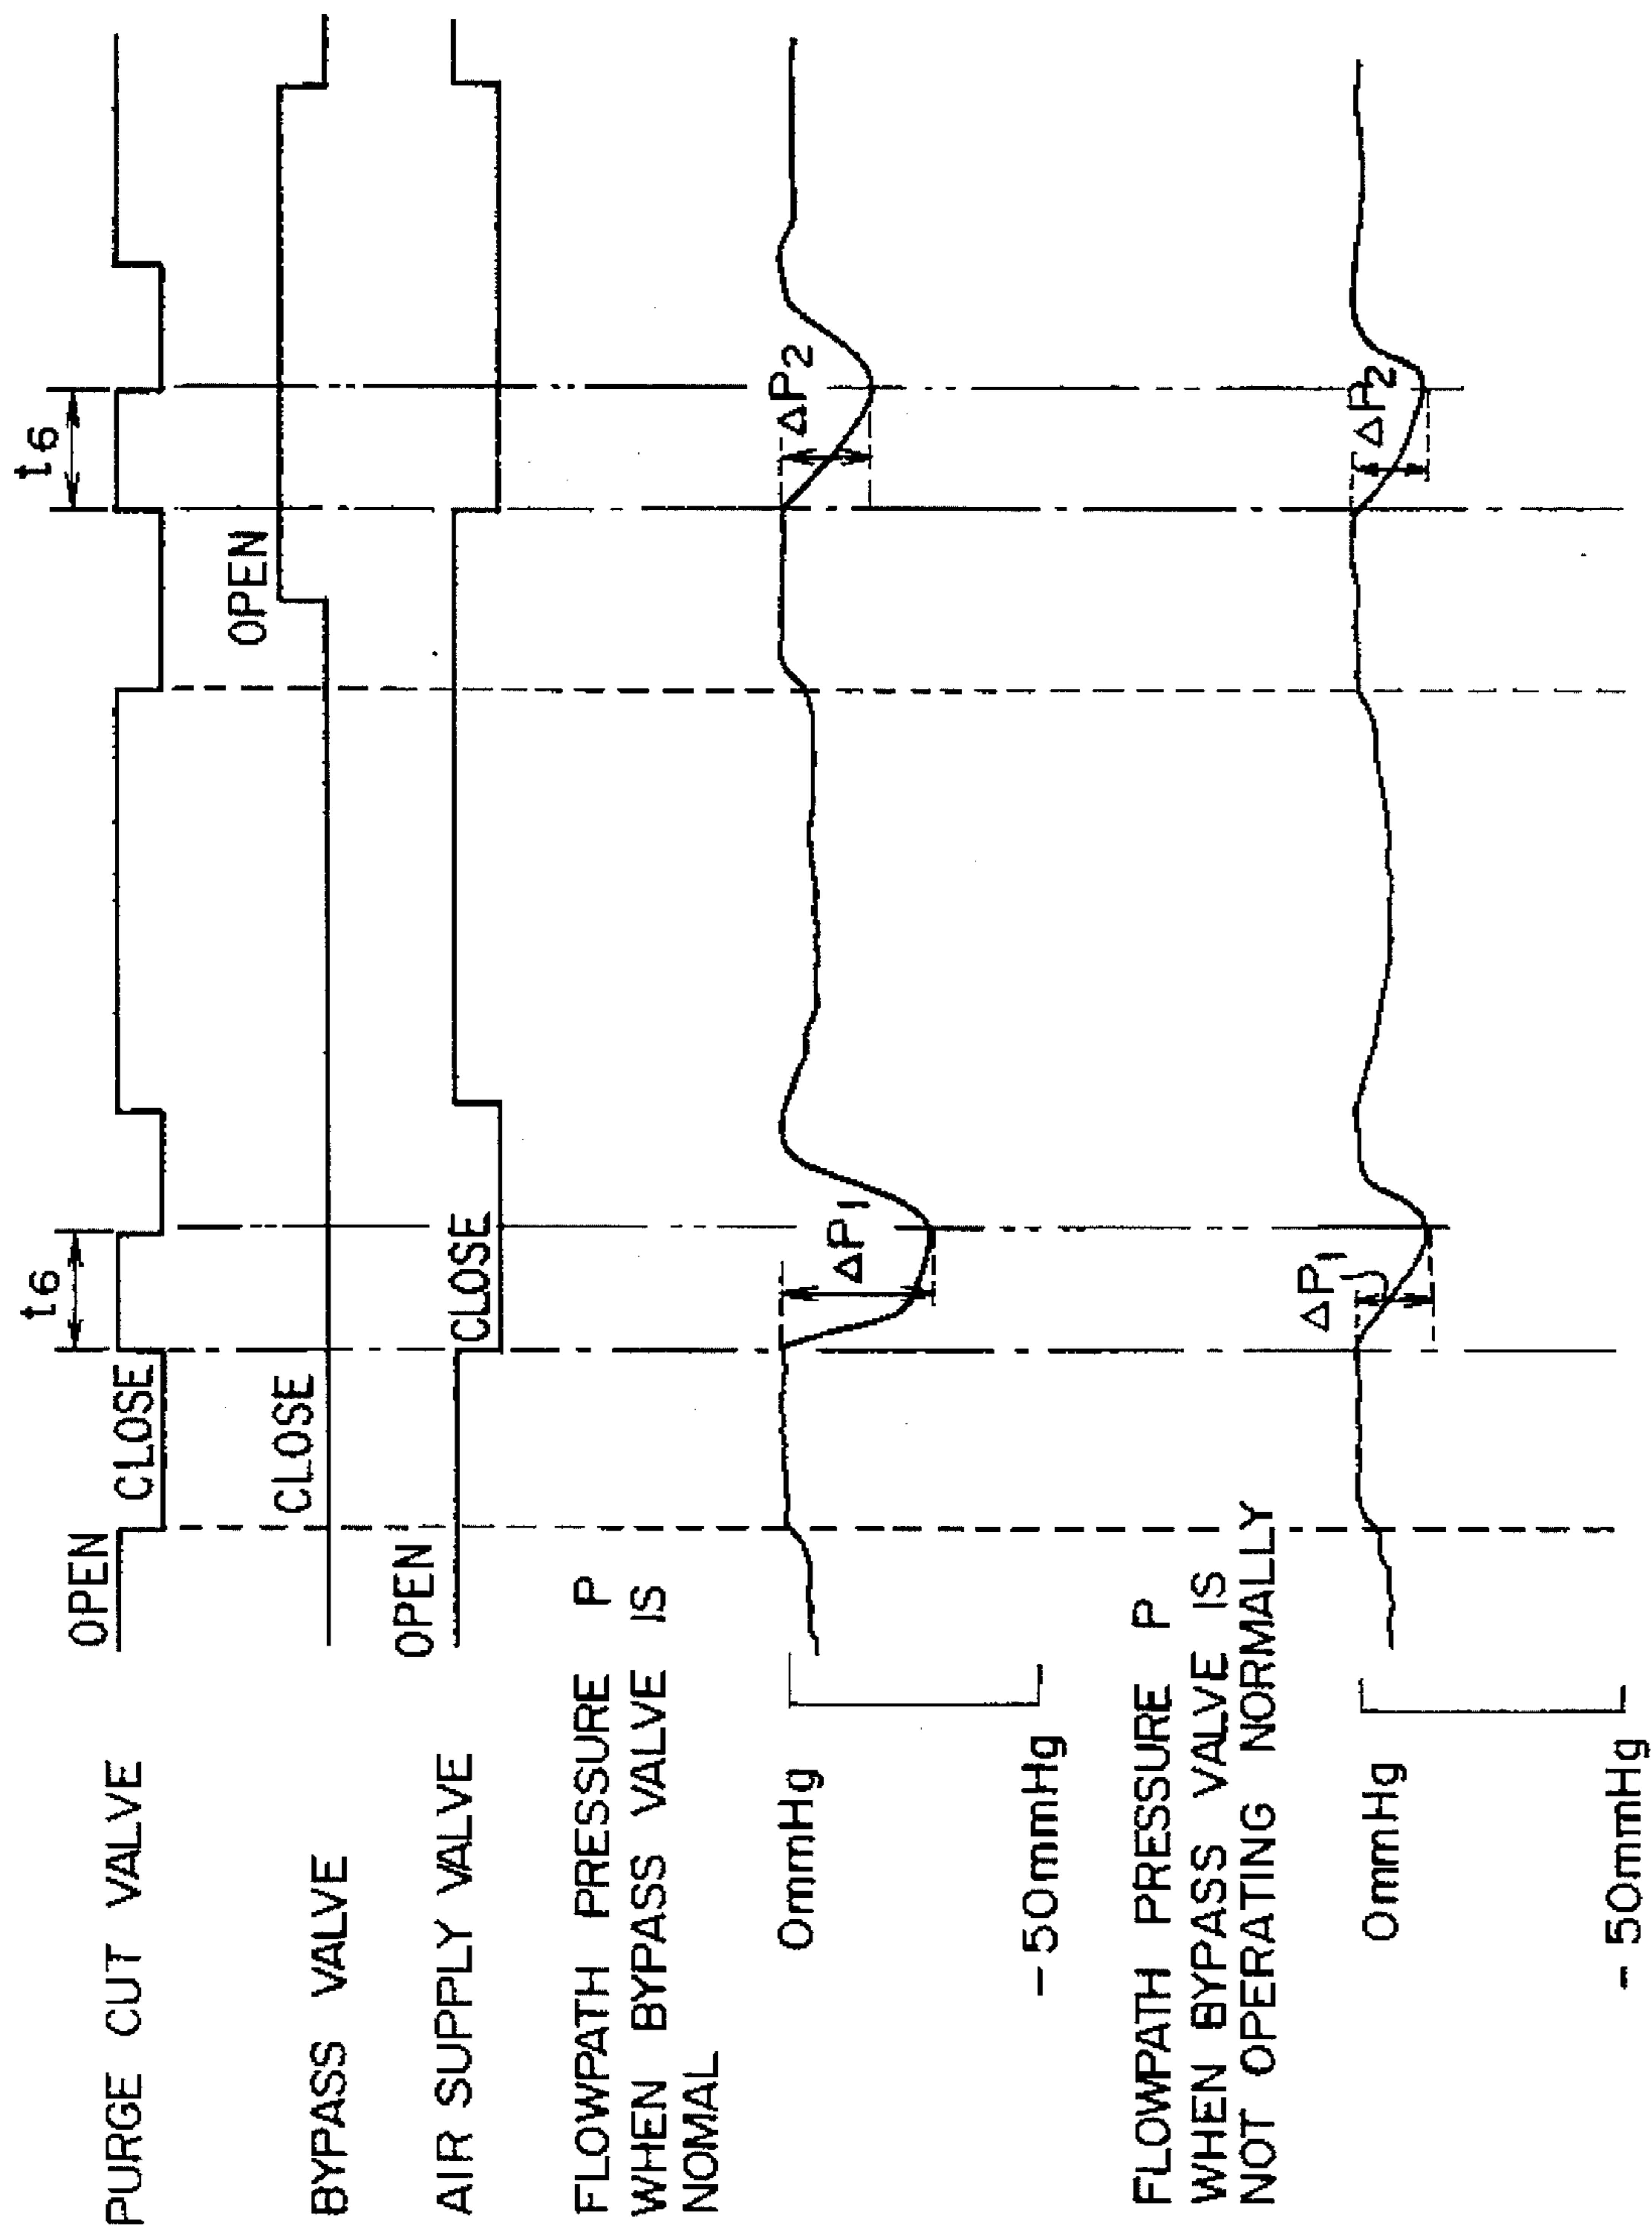 t6
t6
OPEN
CLOSE
PURGE CUT VALVE
CLOSE
OPEN
BYPASS VALVE
OPEN
CLOSE
AIR SUPPLY VALVE
FLOWPATH PRESSURE P
WHEN BYPASS VALVE IS
NOMAL
ΔP1
ΔP2
0mmHg
-50mmHg
FLOWPATH PRESSURE P
WHEN BYPASS VALVE IS
NOT OPERATING NORMALLY
ΔP1
ΔP2
0mmHg
-50mmHg